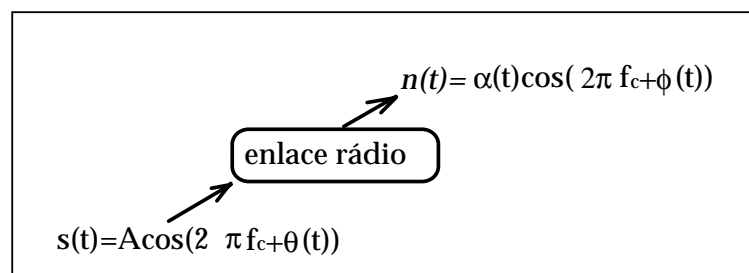 n(t)= α(t)cos( 2π fc+ϕ(t))
enlace rádio
s(t)=Acos(2 πfc+θ(t))